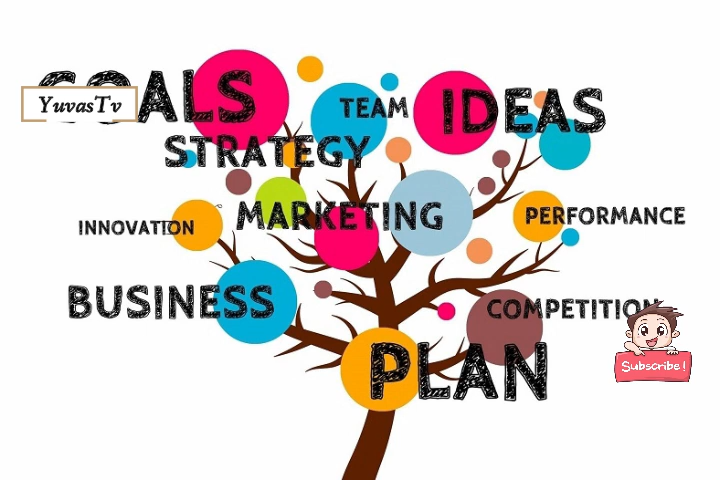 GOALS
YuvasTv
TEAM
IDEAS
STRATEGY
MARKETING
PERFORMANCE
INNOVATION
BUSINESS
COMPETITION
Subscribe!
PLAN